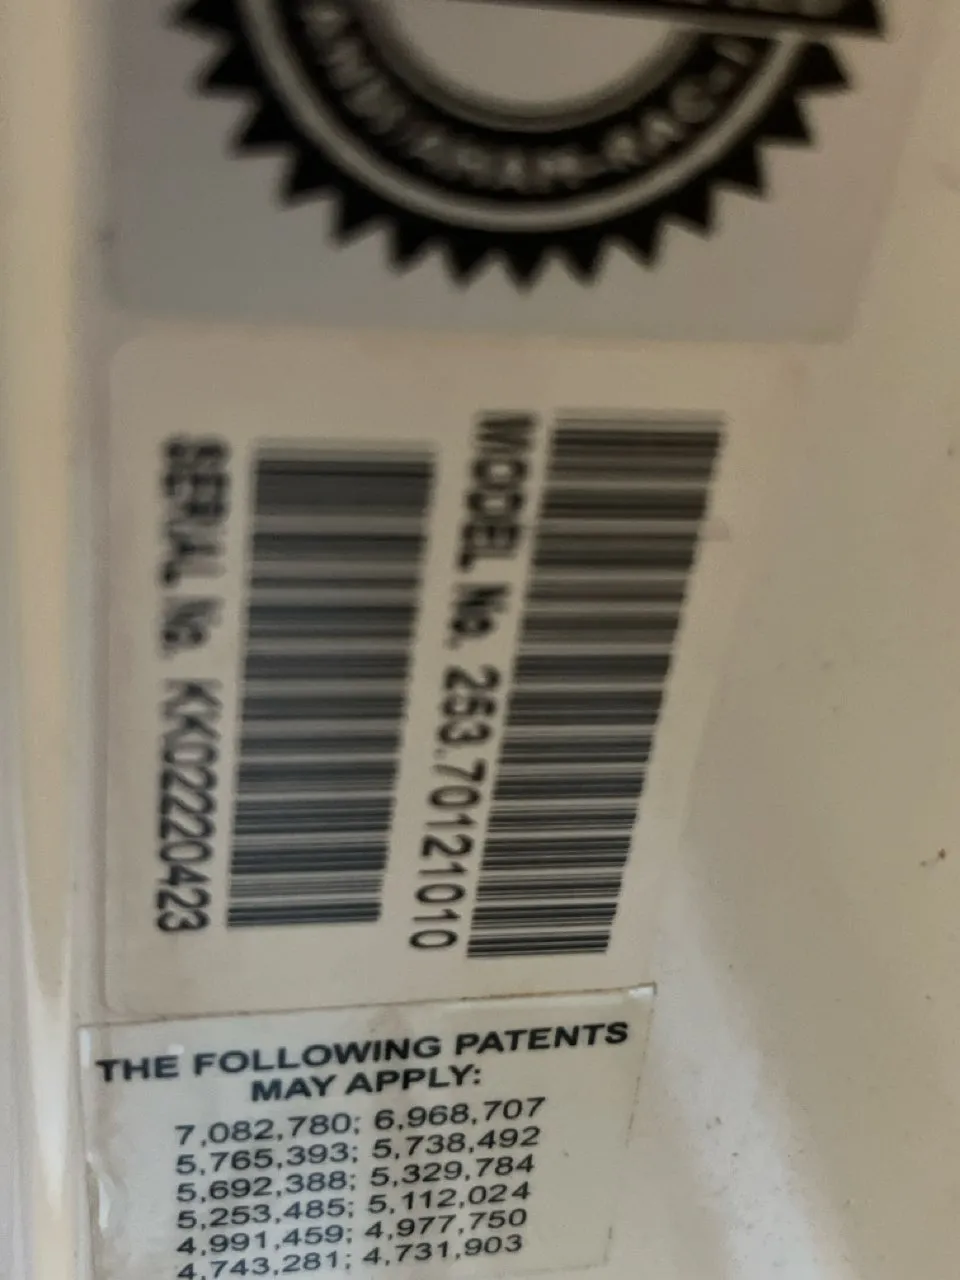 MODEL No. 253.70121010
SERIAL No. KK02220423
THE FOLLOWING PATENTS
MAY APPLY:
7,082,780; 6,968,707
5,765,393; 5,738,492
5,692,388; 5,329,784
5,253,485; 5,112,024
4,991,459; 4,977,750
4,743,281; 4,731,903